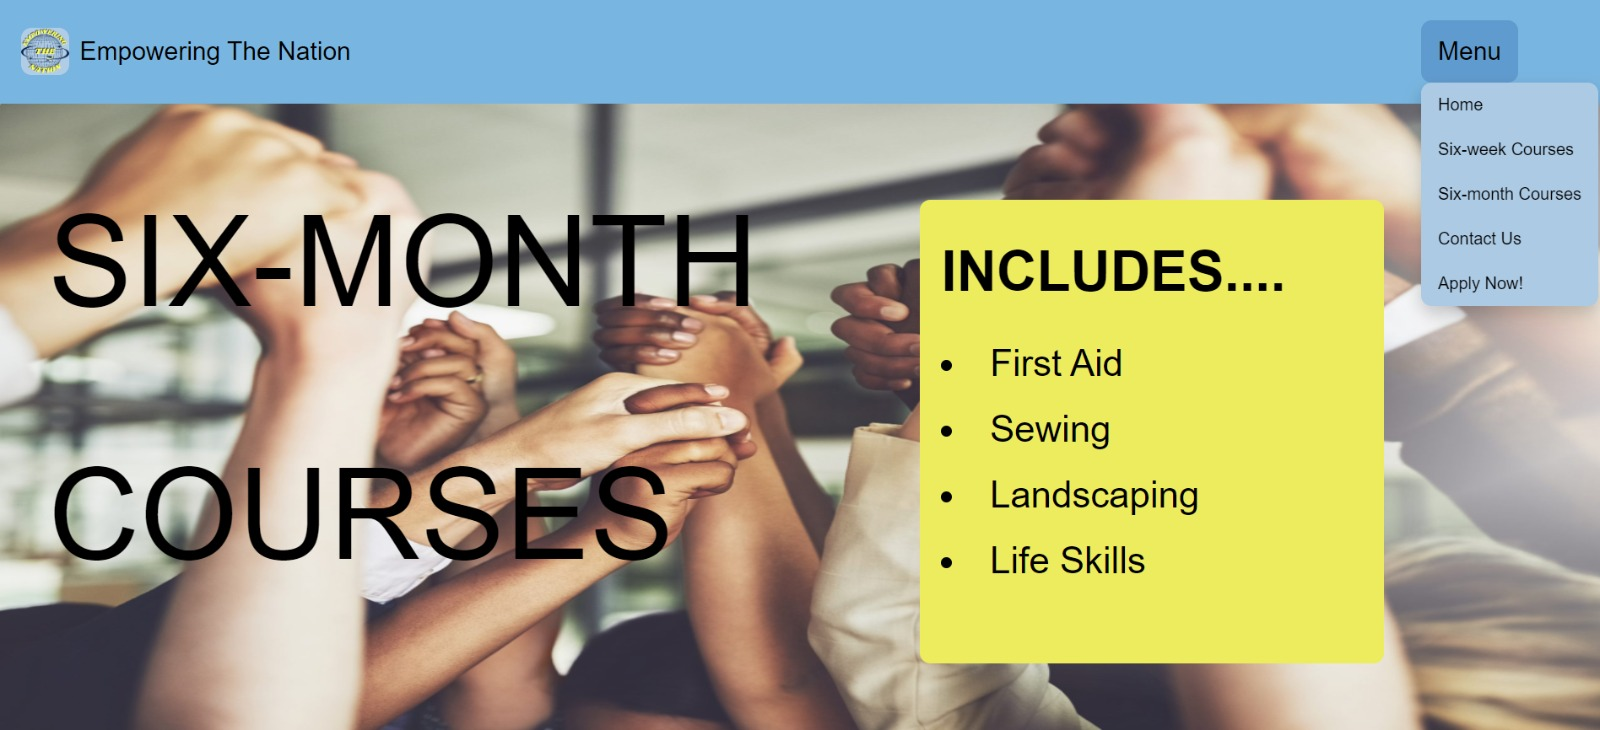 THE
Empowering The Nation
Menu
Home
Six-week Courses
Six-month Courses
Contact Us
Apply Now!
SIX-MONTH
COURSES
INCLUDES....
• First Aid
• Sewing
• Landscaping
• Life Skills